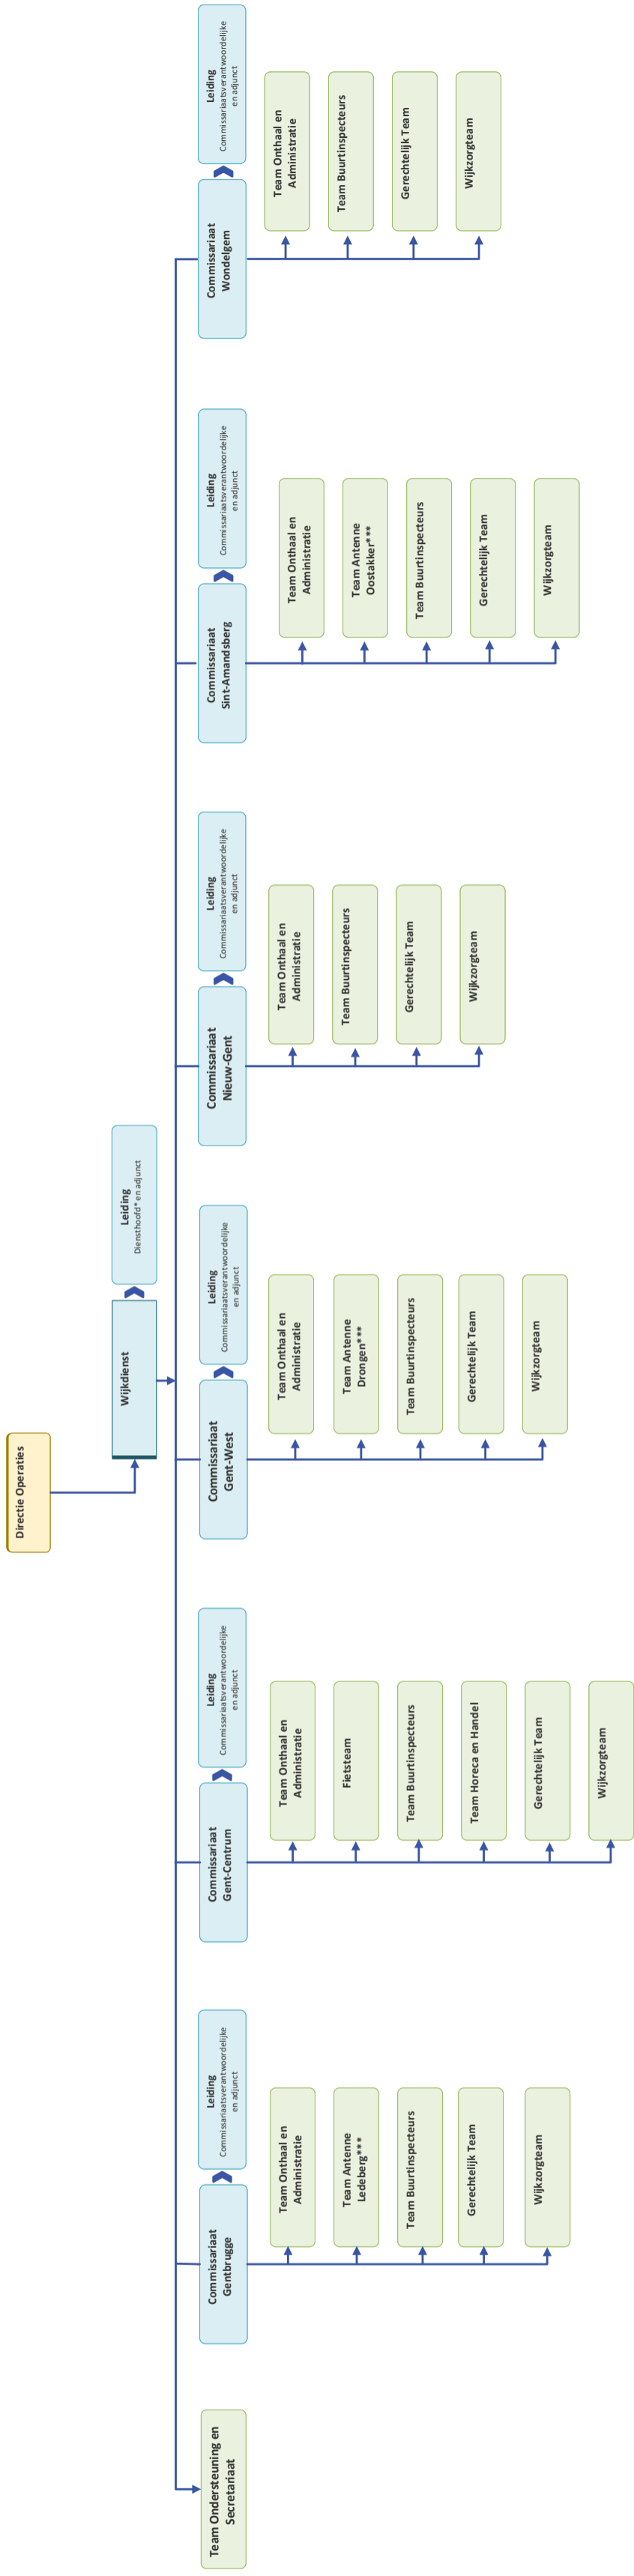 Directie Operaties
Wijkdienst
Leiding
Diensthoofd* en adjunct
Team Ondersteuning en
Secretariaat
Commissariaat
Gentbrugge
Leiding
Commissariaatsverantwoordelijke
en adjunct
Team Onthaal en
Administratie
Team Antenne
Ledeberg***
Team Buurtinspecteurs
Gerechtelijk Team
Wijkzorgteam
Commissariaat
Gent-Centrum
Leiding
Commissariaatsverantwoordelijke
en adjunct
Team Onthaal en
Administratie
Fietsteam
Team Buurtinspecteurs
Team Horeca en Handel
Gerechtelijk Team
Wijkzorgteam
Commissariaat
Gent-West
Leiding
Commissariaatsverantwoordelijke
en adjunct
Team Onthaal en
Administratie
Team Antenne
Drongen***
Team Buurtinspecteurs
Gerechtelijk Team
Wijkzorgteam
Commissariaat
Nieuw-Gent
Leiding
Commissariaatsverantwoordelijke
en adjunct
Team Onthaal en
Administratie
Team Buurtinspecteurs
Gerechtelijk Team
Wijkzorgteam
Commissariaat
Sint-Amandsberg
Leiding
Commissariaatsverantwoordelijke
en adjunct
Team Onthaal en
Administratie
Team Antenne
Oostakker***
Team Buurtinspecteurs
Gerechtelijk Team
Wijkzorgteam
Commissariaat
Wondelgem
Leiding
Commissariaatsverantwoordelijke
en adjunct
Team Onthaal en
Administratie
Team Buurtinspecteurs
Gerechtelijk Team
Wijkzorgteam